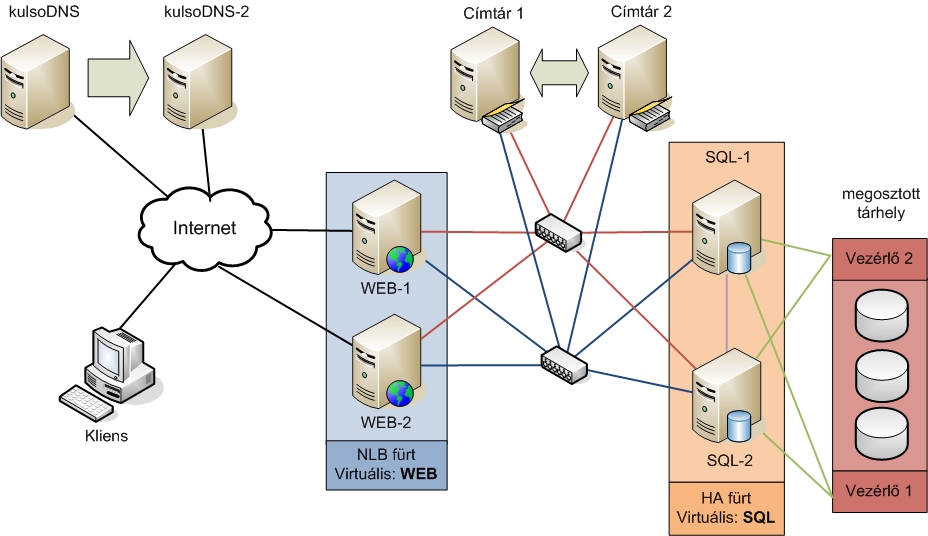 kulsoDNS
kulsoDNS-2
Címtár 1
Címtár 2
Internet
Kliens
WEB-1
WEB-2
NLB fürt
Virtuális: WEB
SQL-1
SQL-2
HA fürt
Virtuális: SQL
megosztott
tárhely
Vezérlő 2
Vezérlő 1